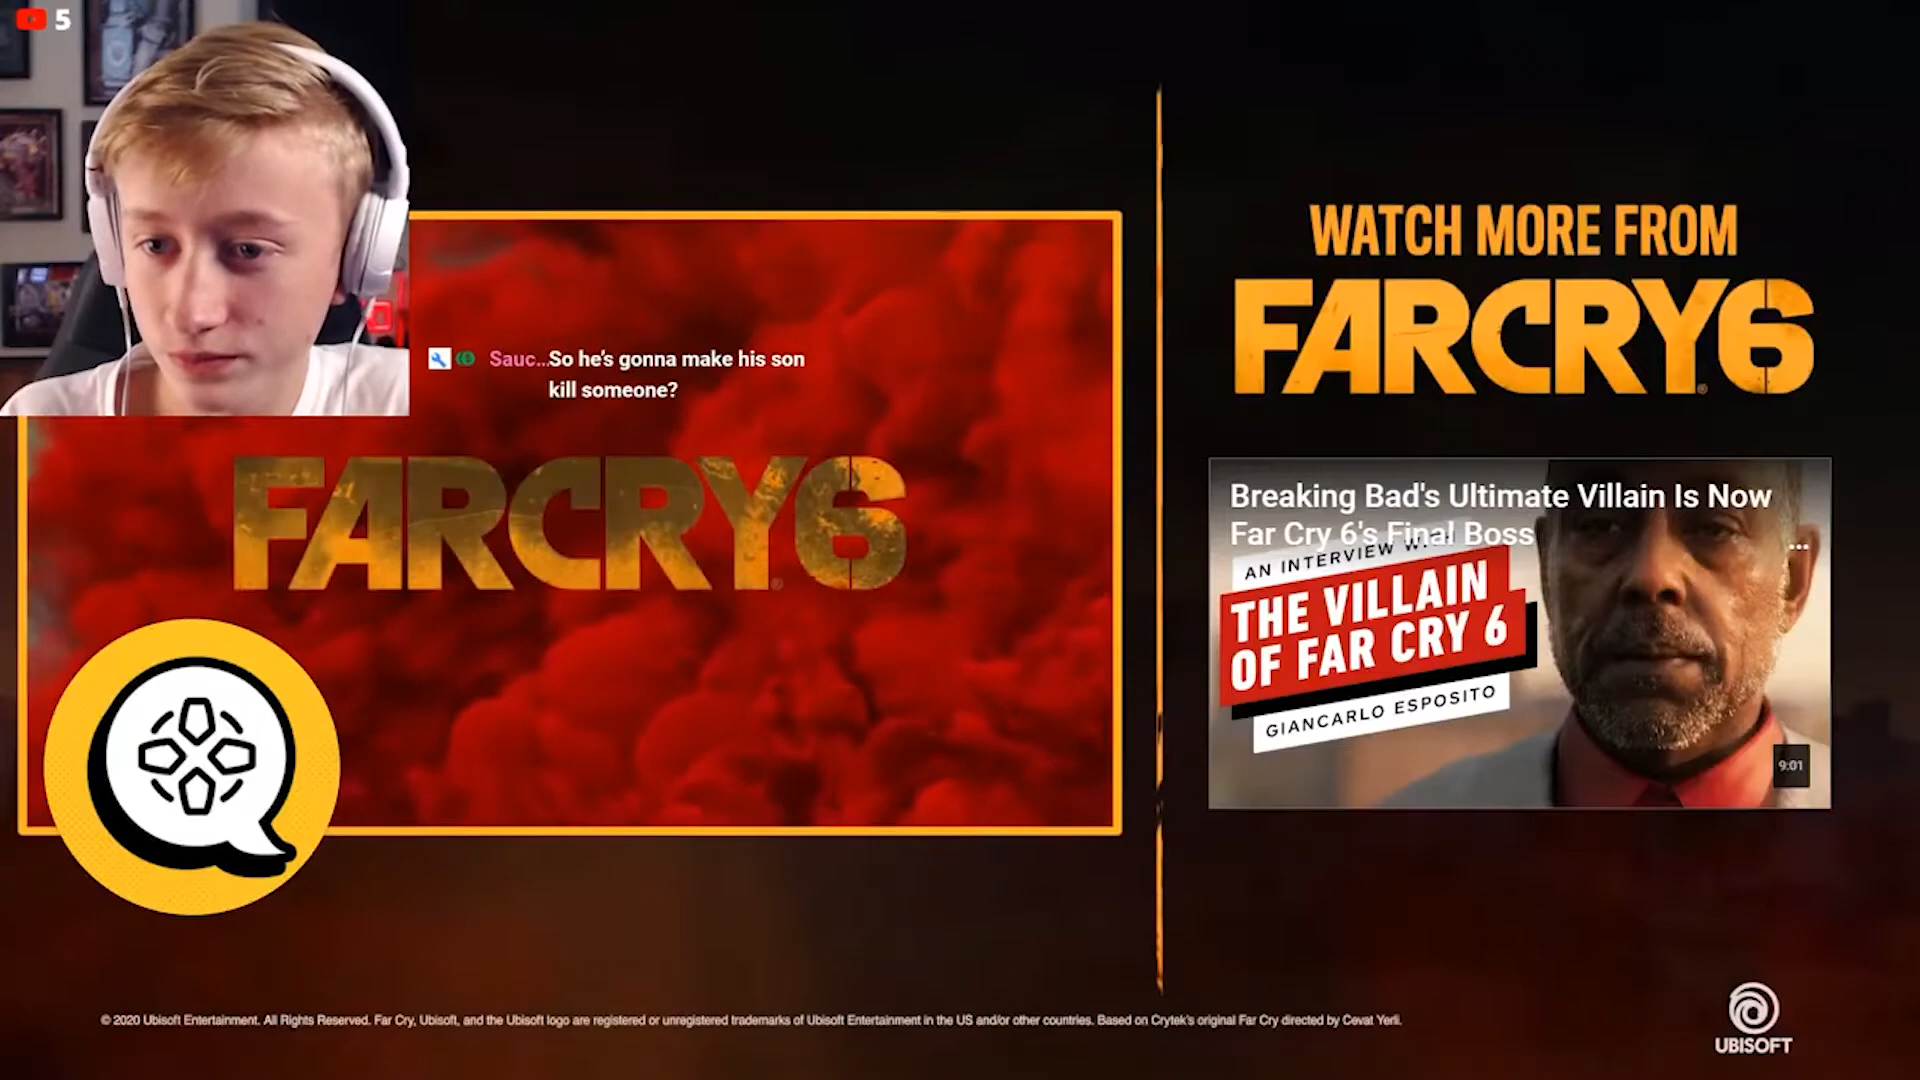 5
Sauc...So he's gonna make his son
kill someone?
FARCRY6
WATCH MORE FROM
FARCRY6
Breaking Bad's Ultimate Villain Is Now
Far Cry 6's Final Boss
...
AN INTERVIEW WITH
THE VILLAIN
OF FAR CRY 6
GIANCARLO ESPOSITO
9:01
© 2020 Ubisoft Entertainment. All Rights Reserved. Far Cry, Ubisoft, and the Ubisoft logo are registered or unregistered trademarks of Ubisoft Entertainment in the US and/or other countries. Based on Crytek's original Far Cry directed by Cevat Yerli.
UBISOFT